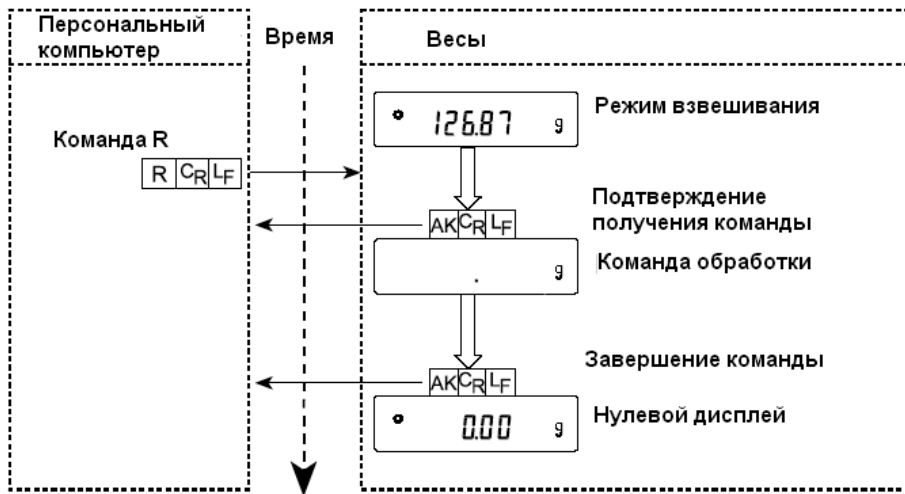 Персональный
компьютер
Время
Весы
126.87 g
Режим взвешивания
Команда R
R CR LF
Подтверждение
получения команды
AK CR LF
. g
Команда обработки
Завершение команды
AK CR LF
0.00 g
Нулевой дисплей